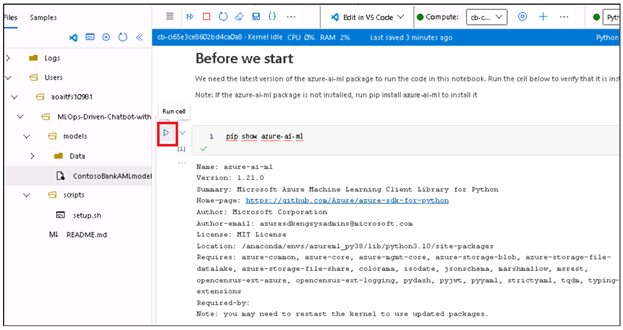 Files
Samples
Edit in VS Code
Compute:
cb-c...
Pyth
Logs
Users
aoaitfs10981
MLOps-Driven-Chatbot-with
models
Data
ContosoBankAMLmodel
scripts
setup.sh
README.md
Kernel idle
CPU 0%
RAM 2%
Last saved 3 minutes ago
Python
Before we start
We need the latest version of the azure-ai-ml package to run the code in this notebook. Run the cell below to verify that it is inst
Note: If the azure-ai-ml package is not installed, run pip install azure-ai-ml to install it
Run cell
1 pip show azure-ai-ml
[1]
Name: azure-ai-ml
Version: 1.21.0
Summary: Microsoft Azure Machine Learning Client Library for Python
Home-page: https://github.com/Azure/azure-sdk-for-python
Author: Microsoft Corporation
Author-email: azuresdkengsysadmins@microsoft.com
License: MIT License
Location: /anaconda/envs/azureml_py38/lib/python3.10/site-packages
Requires: azure-common, azure-core, azure-mgmt-core, azure-storage-blob, azure-storage-file-
datalake, azure-storage-file-share, colorama, isodate, jsonschema, marshmallow, msrest,
opencensus-ext-azure, opencensus-ext-logging, pydash, pyjwt, pyyaml, strictyaml, tqdm, typing-
extensions
Required-by:
Note: you may need to restart the kernel to use updated packages.